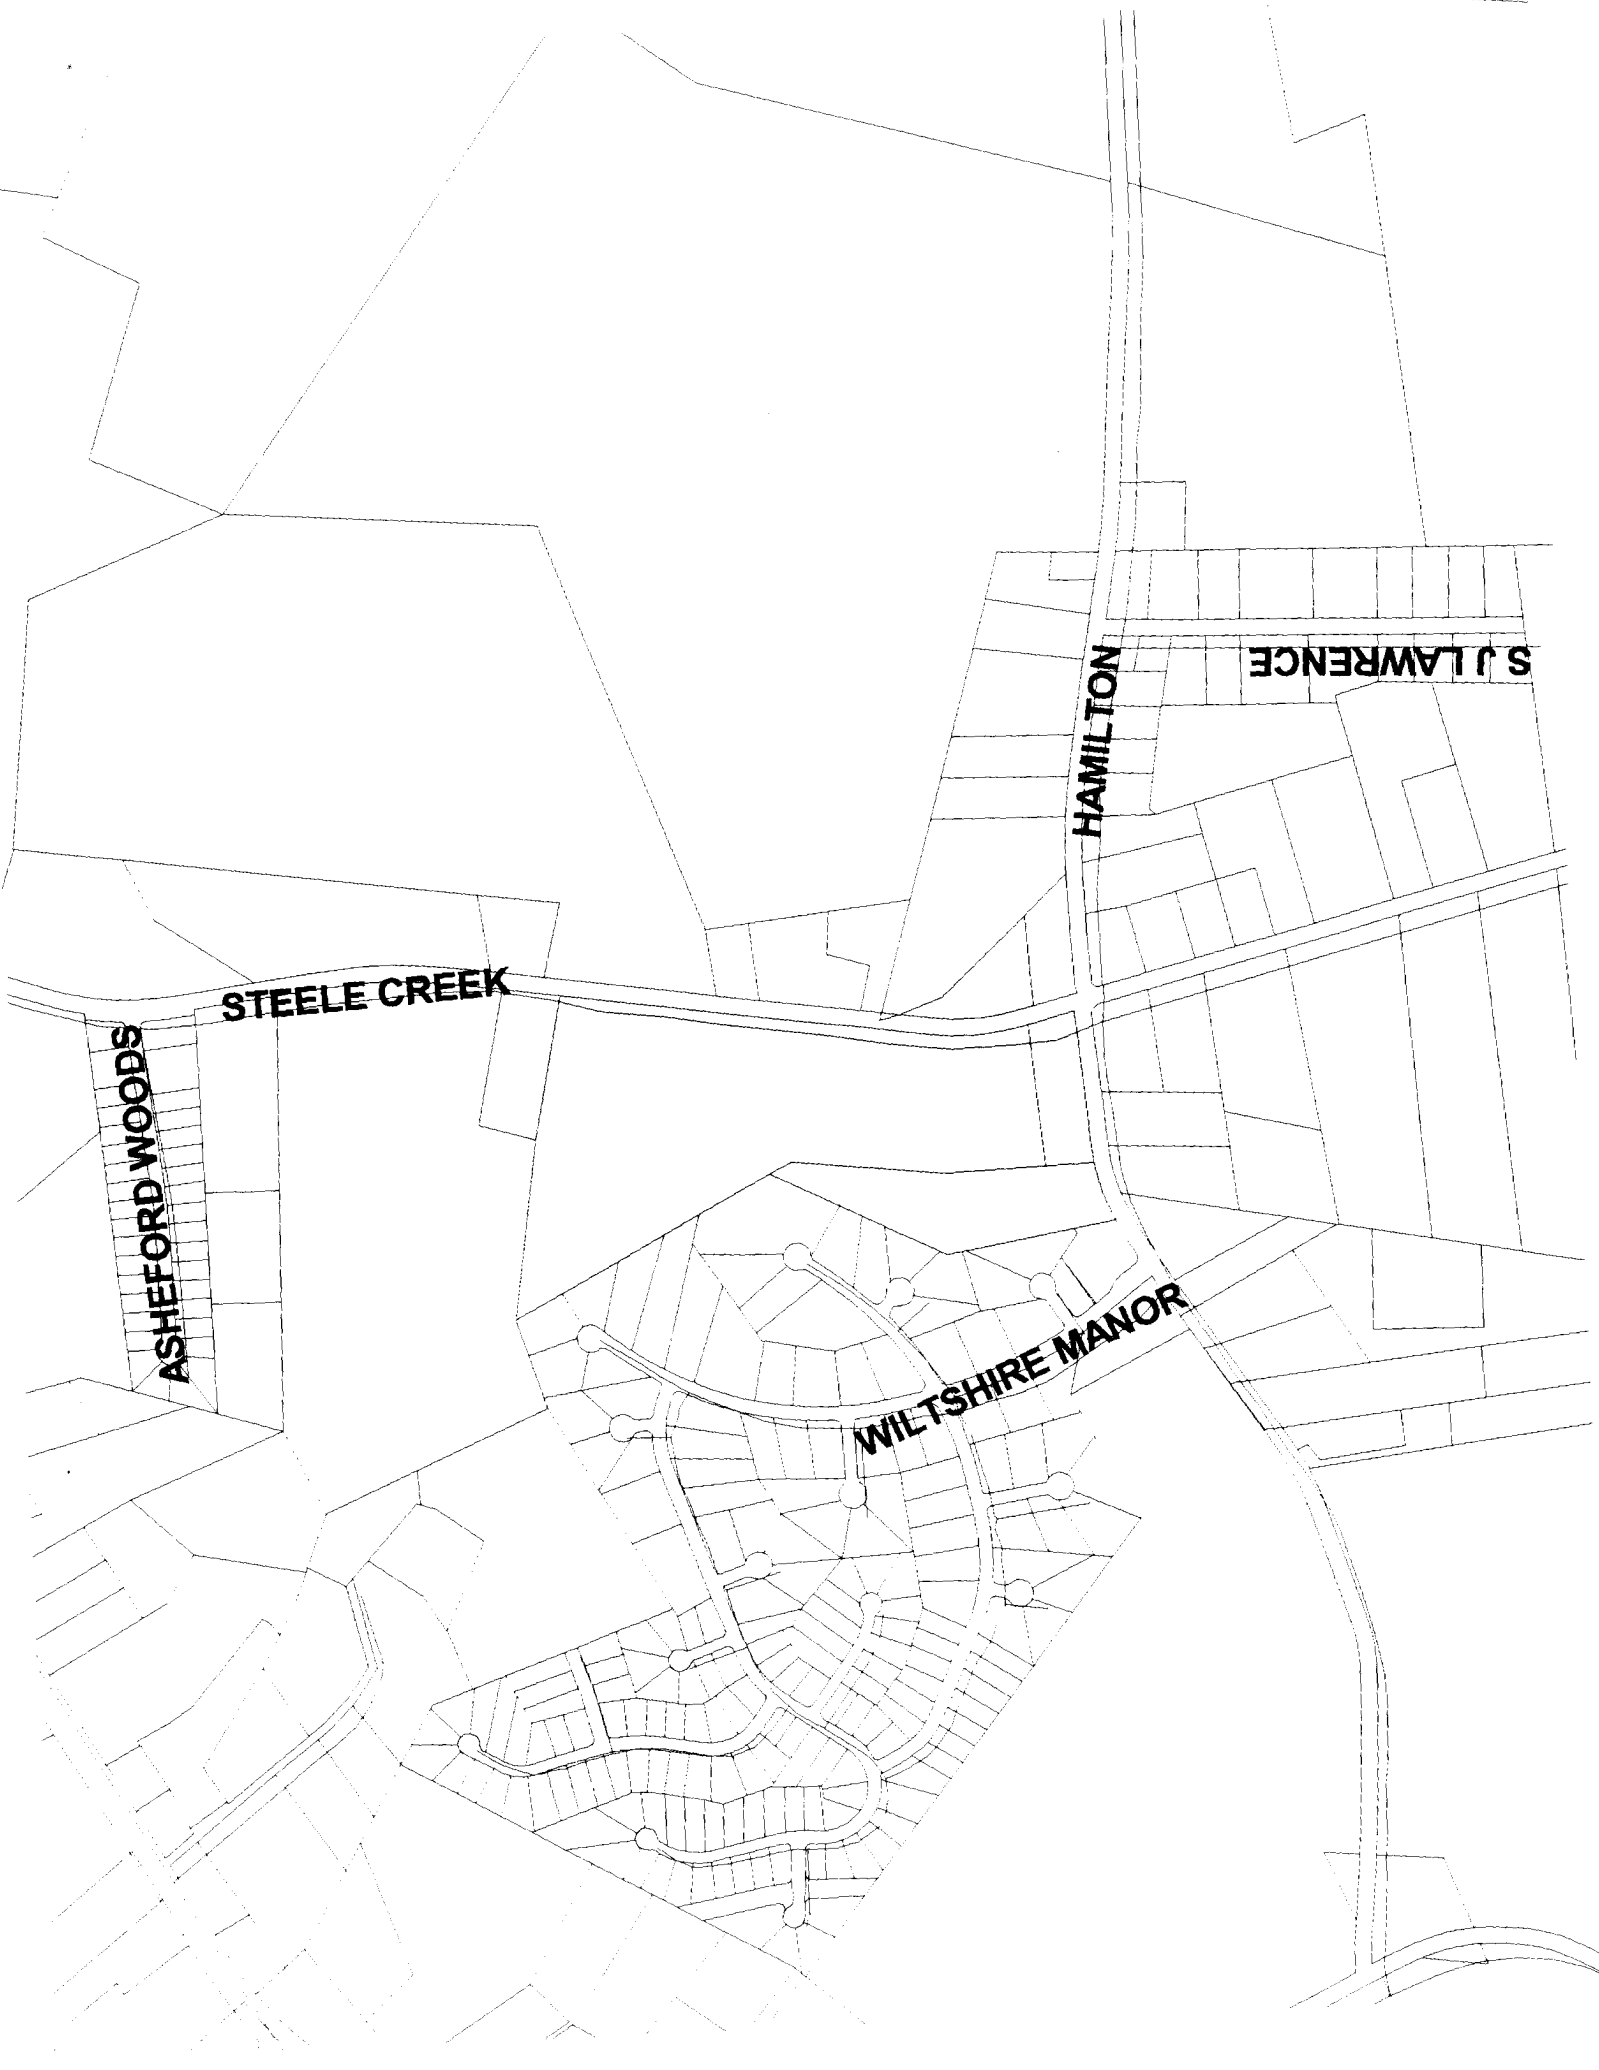 S J LAWRENCE
HAMILTON
STEELE CREEK
ASHEFORD WOODS
WILTSHIRE MANOR